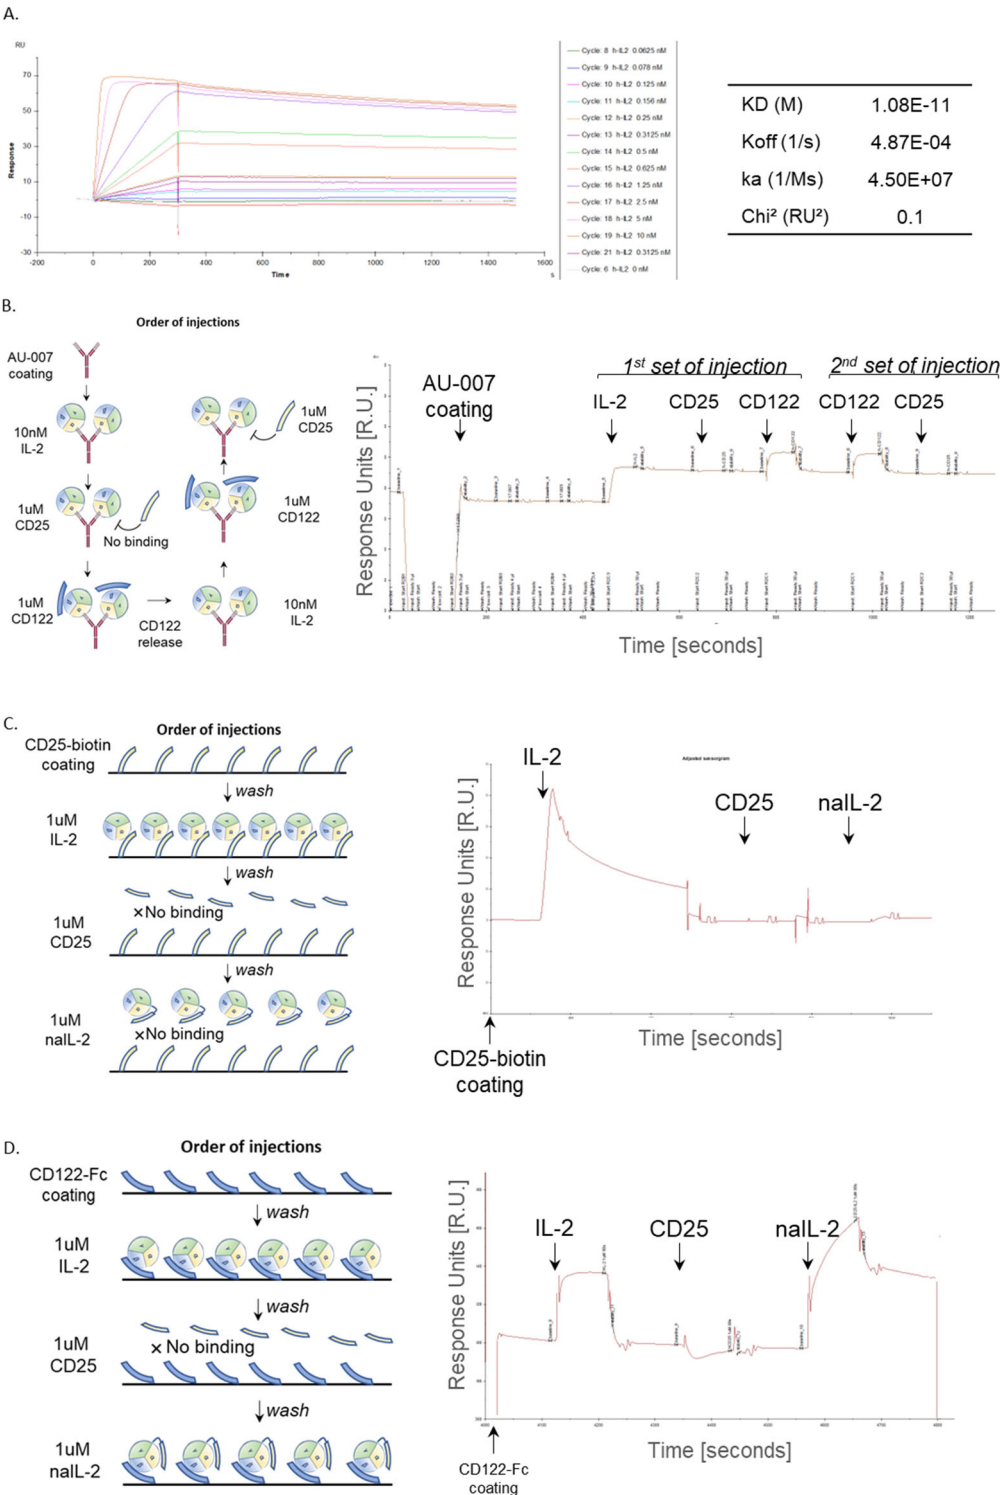 A.
RU
70
50
30
10
-10
-30
-200
0
200
400
600
800
1000
1200
1400
1600
s
Response
Time
Cycle: 8 h-IL2 0.0625 nM
Cycle: 9 h-IL2 0.078 nM
Cycle: 10 h-IL2 0.125 nM
Cycle: 11 h-IL2 0.156 nM
Cycle: 12 h-IL2 0.25 nM
Cycle: 13 h-IL2 0.3125 nM
Cycle: 14 h-IL2 0.5 nM
Cycle: 15 h-IL2 0.625 nM
Cycle: 16 h-IL2 1.25 nM
Cycle: 17 h-IL2 2.5 nM
Cycle: 18 h-IL2 5 nM
Cycle: 19 h-IL2 10 nM
Cycle: 21 h-IL2 0.3125 nM
Cycle: 6 h-IL2 0 nM
KD (M) 1.08E-11
Koff (1/s) 4.87E-04
ka (1/Ms) 4.50E+07
Chi² (RU²) 0.1
B.
Order of injections
AU-007
coating
10nM
IL-2
1uM
CD25
No binding
1uM
CD122
CD122
release
10nM
IL-2
1uM
CD122
1uM
CD25
Response Units [R.U.]
AU-007
coating
1st set of injection
IL-2
CD25
CD122
2nd set of injection
CD122
CD25
200
400
600
800
1000
1200
Time [seconds]
C.
Order of injections
CD25-biotin
coating
wash
1uM
IL-2
wash
×No binding
1uM
CD25
wash
1uM
naIL-2
×No binding
Response Units [R.U.]
Adjusted sensorgram
IL-2
CD25
naIL-2
Time [seconds]
CD25-biotin
coating
D.
Order of injections
CD122-Fc
coating
wash
1uM
IL-2
wash
1uM
CD25
× No binding
wash
1uM
naIL-2
Response Units [R.U.]
IL-2
CD25
naIL-2
Time [seconds]
CD122-Fc
coating